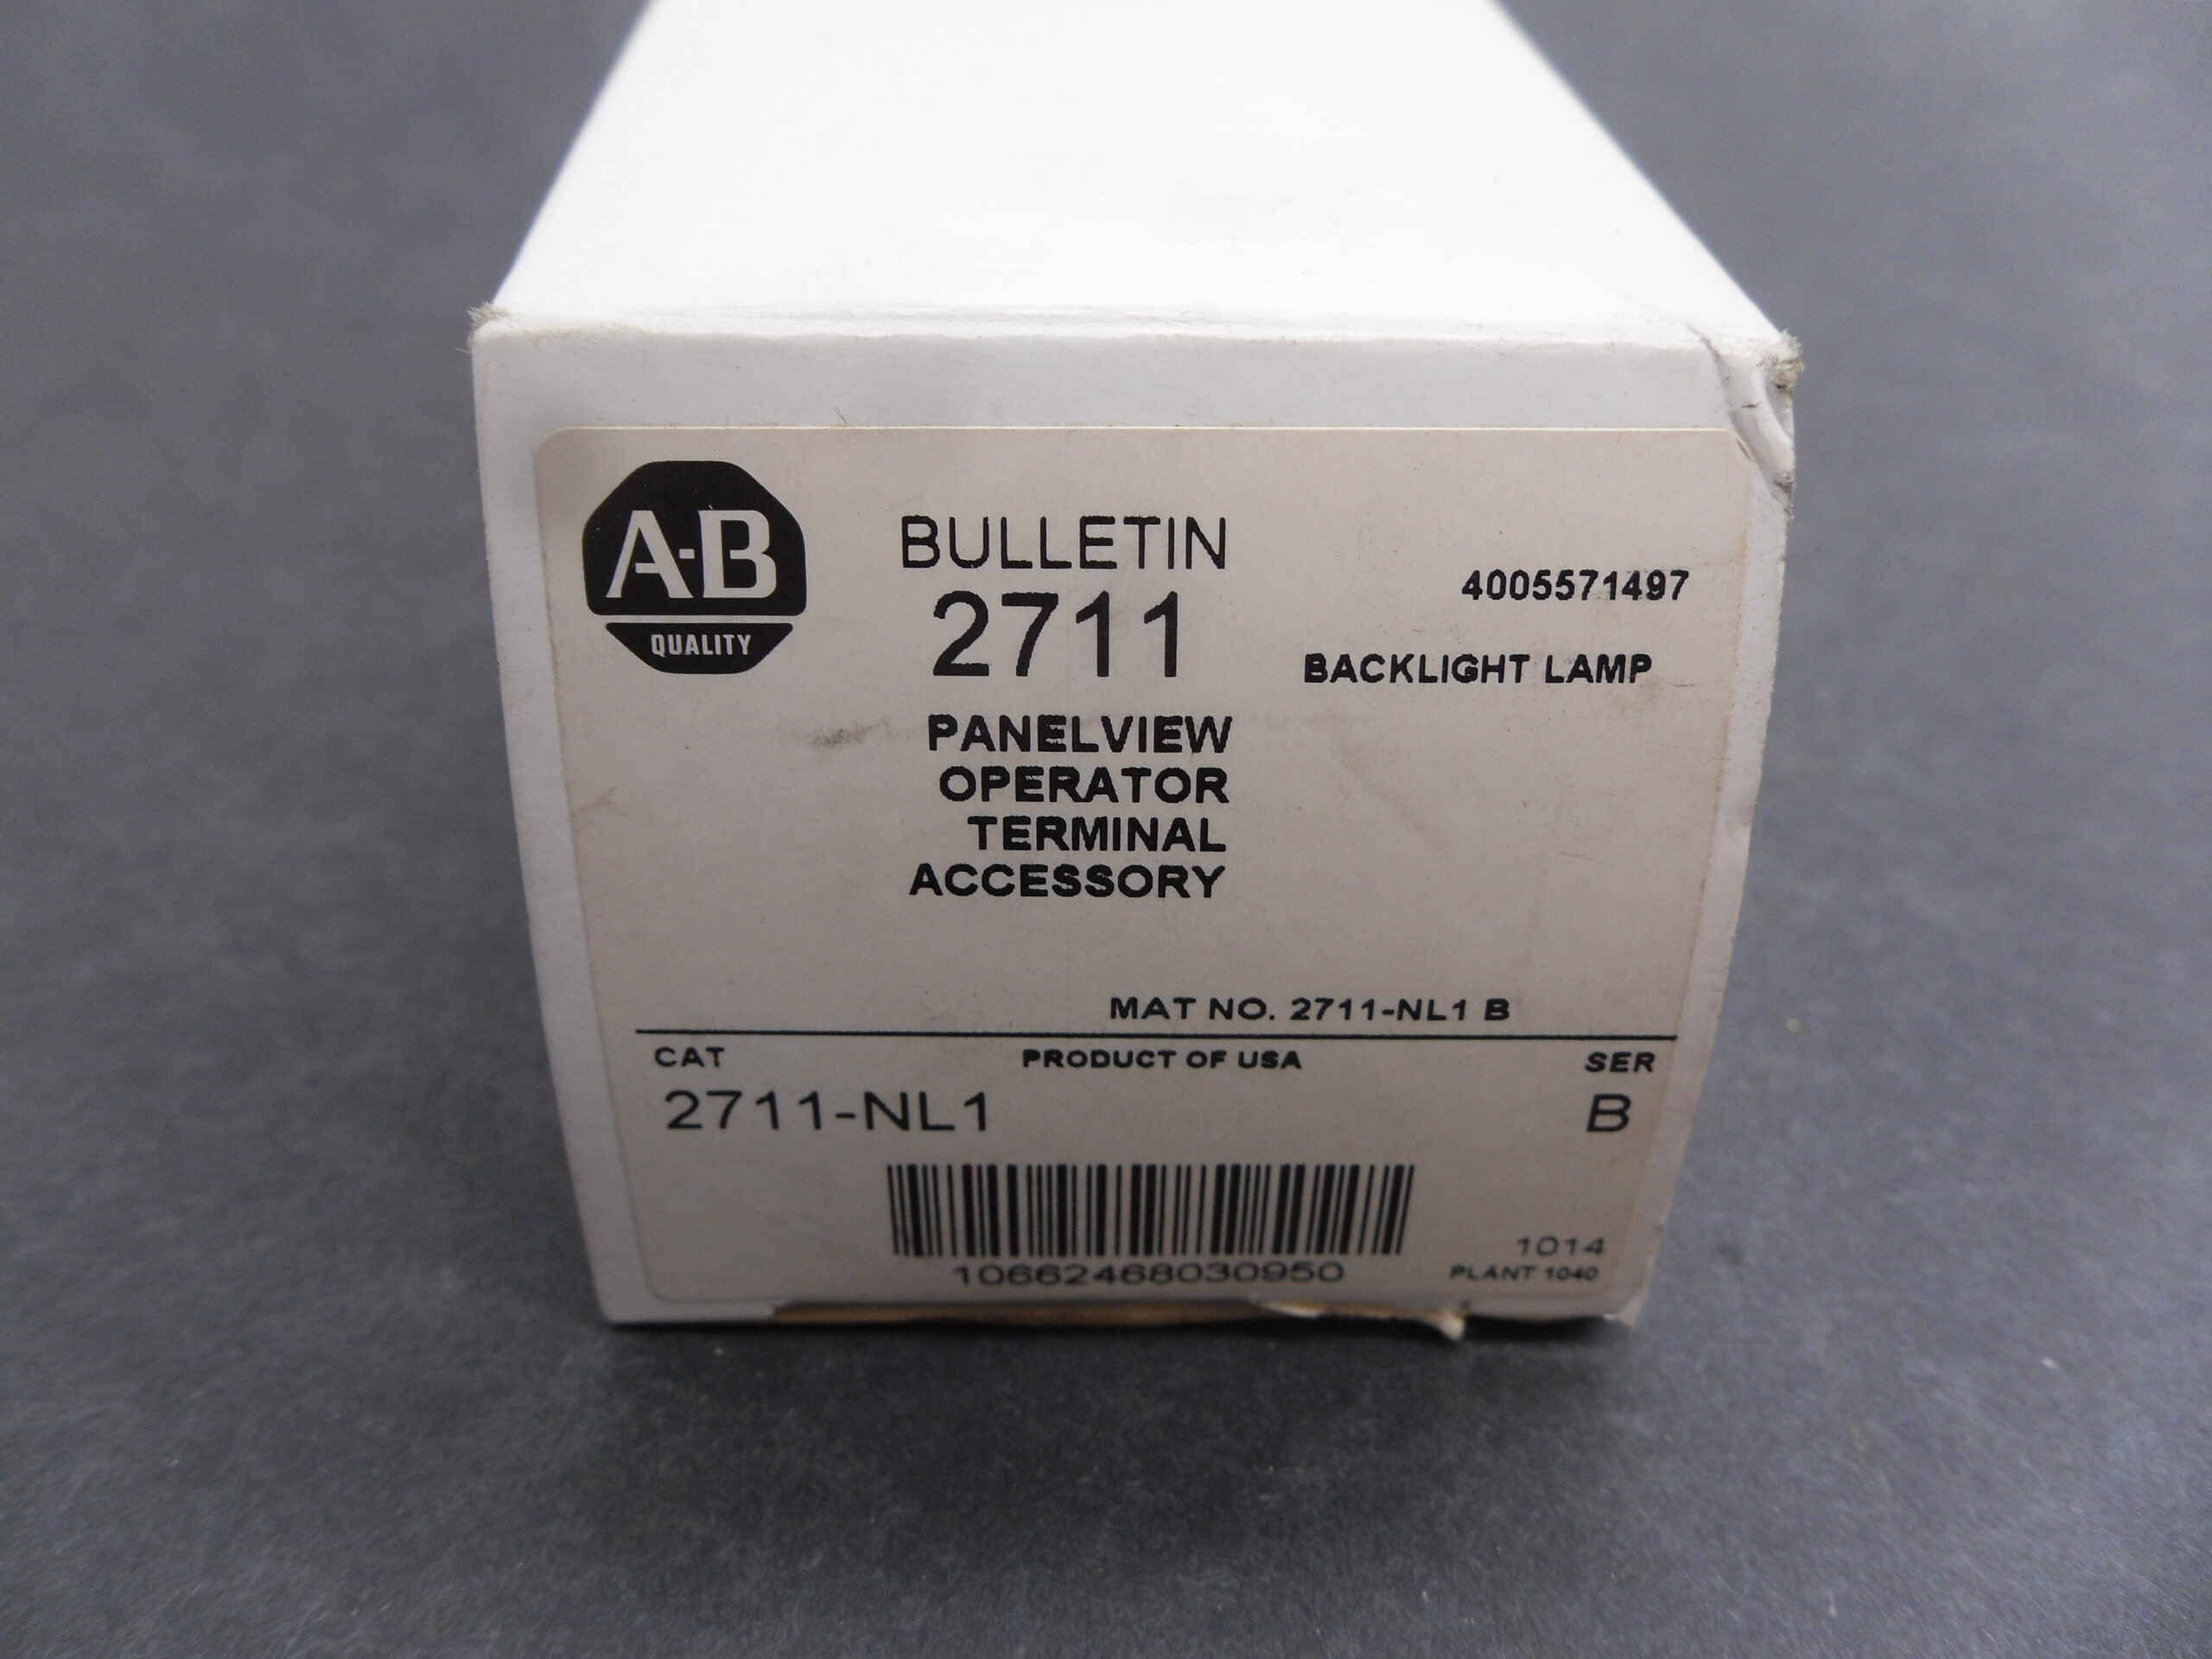 A-B
QUALITY
BULLETIN
2711
4005571497
BACKLIGHT LAMP
PANELVIEW
OPERATOR
TERMINAL
ACCESSORY
MAT NO. 2711-NL1 B
CAT PRODUCT OF USA SER
2711-NL1 B
10662468030950
1014
PLANT 1040